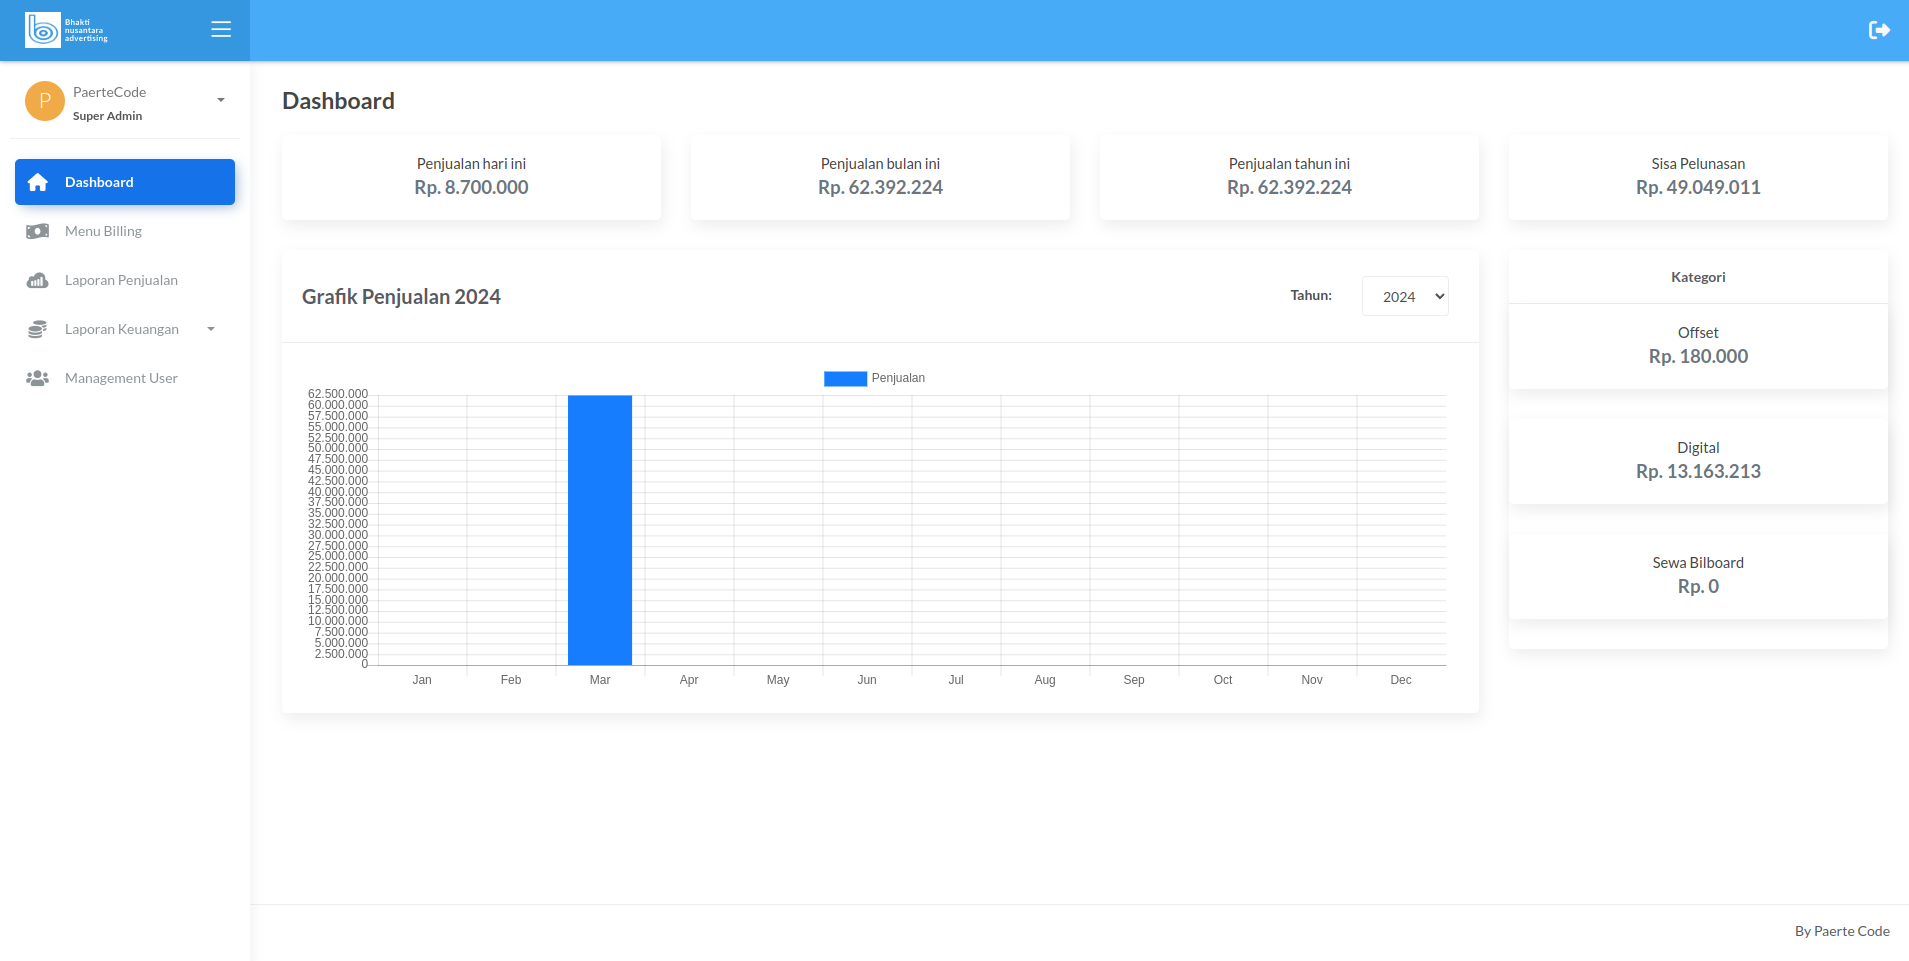 Bhakti
nusantara
advertising
P
PaerteCode
Super Admin
Dashboard
Menu Billing
Laporan Penjualan
Laporan Keuangan
Management User
Dashboard
Penjualan hari ini
Rp. 8.700.000
Penjualan bulan ini
Rp. 62.392.224
Penjualan tahun ini
Rp. 62.392.224
Sisa Pelunasan
Rp. 49.049.011
Grafik Penjualan 2024
Tahun:
2024
Penjualan
62.500.000
60.000.000
57.500.000
55.000.000
52.500.000
50.000.000
47.500.000
45.000.000
42.500.000
40.000.000
37.500.000
35.000.000
32.500.000
30.000.000
27.500.000
25.000.000
22.500.000
20.000.000
17.500.000
15.000.000
12.500.000
10.000.000
7.500.000
5.000.000
2.500.000
0
Jan Feb Mar Apr May Jun Jul Aug Sep Oct Nov Dec
Kategori
Offset
Rp. 180.000
Digital
Rp. 13.163.213
Sewa Bilboard
Rp. 0
By Paerte Code